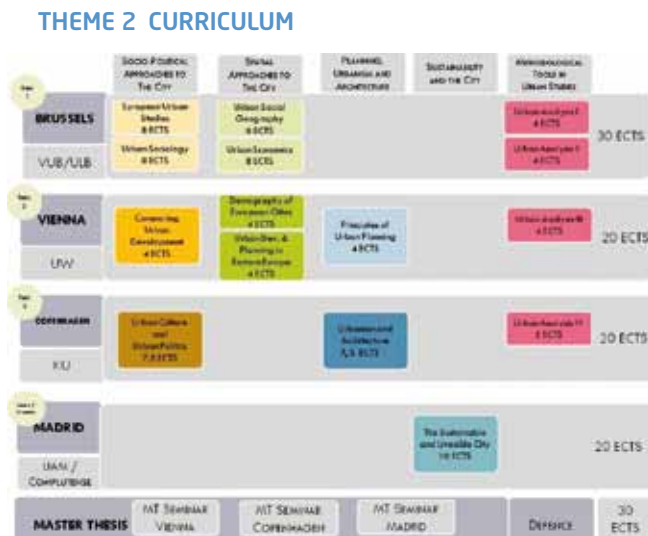 THEME 2 CURRICULUM
SOCIO-POLITICAL
APPROACHES TO
THE CITY
SPATIAL
APPROACHES TO
THE CITY
PLANNING,
URBANISM AND
ARCHITECTURE
SUSTAINABILITY
AND THE CITY
METHODOLOGICAL
TOOLS IN
URBAN STUDIES
BRUSSELS
VUB/ULB
European Urban
Studies
8 ECTS
Urban Sociology
8 ECTS
Urban Social
Geography
6 ECTS
Urban Economics
8 ECTS
Urban Analysis I
4 ECTS
Urban Analysis II
4 ECTS
30 ECTS
VIENNA
UW
Urban
Development
4 ECTS
Demography of
European Cities
4 ECTS
Urban Dev. &
Planning in
Eastern Europe
4 ECTS
Principles of
Urban Planning
4 ECTS
Urban Analysis III
4 ECTS
20 ECTS
COPENHAGEN
KU
Urban Culture
and
Urban Politics
7,5 ECTS
Urbanism and
Architecture
7,5 ECTS
Urban Analysis IV
5 ECTS
20 ECTS
MADRID
UAM /
COMPLUTENSE
The Sustainable
and Liveable City
10 ECTS
20 ECTS
MASTER THESIS
MT SEMINAR
VIENNA
MT SEMINAR
COPENHAGEN
MT SEMINAR
MADRID
DEFENCE
30
ECTS